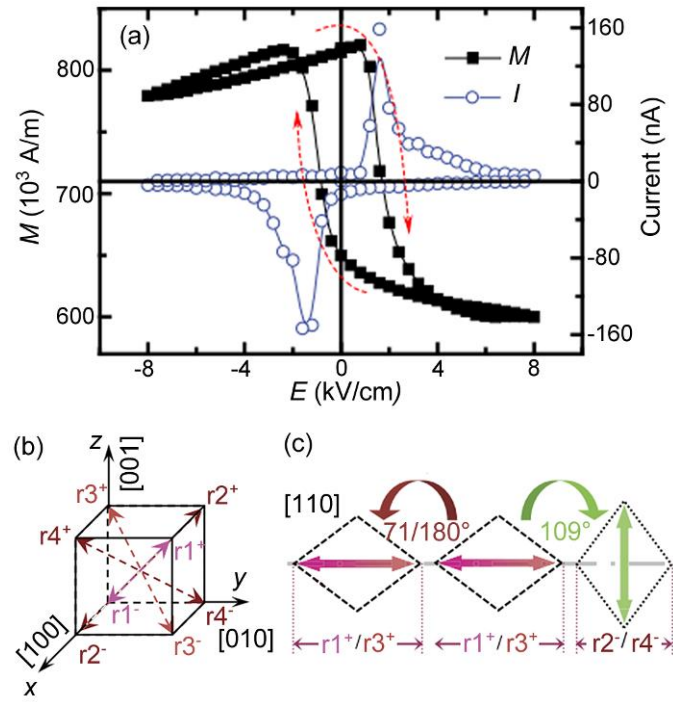 (a)
M
I
M (10³ A/m)
800
700
600
160
80
0
-80
-160
Current (nA)
-8 -4 0 4 8
E (kV/cm)
(b)
z
[001]
r3⁺
r2⁺
r4⁺
r1⁺
y
r1⁻
r4⁻
[010]
[100]
r2⁻
r3⁻
x
(c)
[110]
71/180°
109°
r1⁺/r3⁺ r1⁺/r3⁺ r2⁻/r4⁻